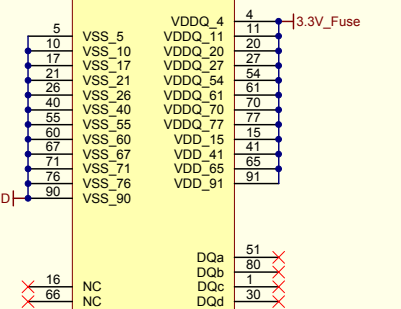 4 VDDQ_4 3.3V_Fuse
5 VSS_5 VDDQ_11 11
10 VSS_10 VDDQ_20 20
17 VSS_17 VDDQ_27 27
21 VSS_21 VDDQ_54 54
26 VSS_26 VDDQ_61 61
40 VSS_40 VDDQ_70 70
55 VSS_55 VDDQ_77 77
60 VSS_60 VDD_15 15
67 VSS_67 VDD_41 41
71 VSS_71 VDD_65 65
76 VSS_76 VDD_91 91
D 90 VSS_90
DQa 51
DQb 80
16 NC DQc 1
66 NC DQd 30